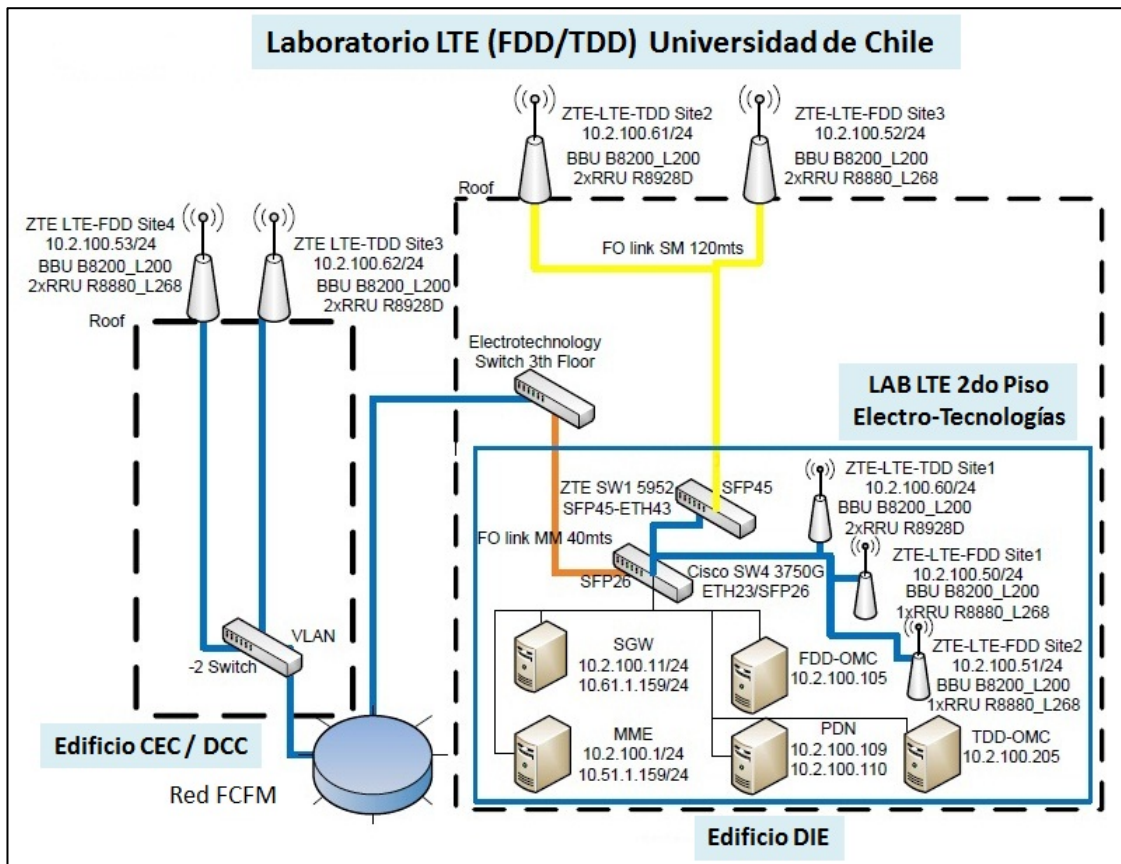 Laboratorio LTE (FDD/TDD) Universidad de Chile
ZTE-LTE-TDD Site2
10.2.100.61/24
BBU B8200_L200
2xRRU R8928D
ZTE-LTE-FDD Site3
10.2.100.52/24
BBU B8200_L200
2xRRU R8880_L268
Roof
ZTE LTE-FDD Site4
10.2.100.53/24
BBU B8200_L200
2xRRU R8880_L268
ZTE LTE-TDD Site3
10.2.100.62/24
BBU B8200_L200
2xRRU R8928D
Roof
FO link SM 120mts
Electrotechnology
Switch 3th Floor
LAB LTE 2do Piso
Electro-Tecnologías
ZTE SW1 5952
SFP45-ETH43
SFP45
ZTE-LTE-TDD Site1
10.2.100.60/24
BBU B8200_L200
2xRRU R8928D
FO link MM 40mts
SFP26
Cisco SW4 3750G
ETH23/SFP26
ZTE-LTE-FDD Site1
10.2.100.50/24
BBU B8200_L200
1xRRU R8880_L268
ZTE-LTE-FDD Site2
10.2.100.51/24
BBU B8200_L200
1xRRU R8880_L268
VLAN
-2 Switch
SGW
10.2.100.11/24
10.61.1.159/24
FDD-OMC
10.2.100.105
MME
10.2.100.1/24
10.51.1.159/24
PDN
10.2.100.109
10.2.100.110
TDD-OMC
10.2.100.205
Edificio CEC / DCC
Red FCFM
Edificio DIE